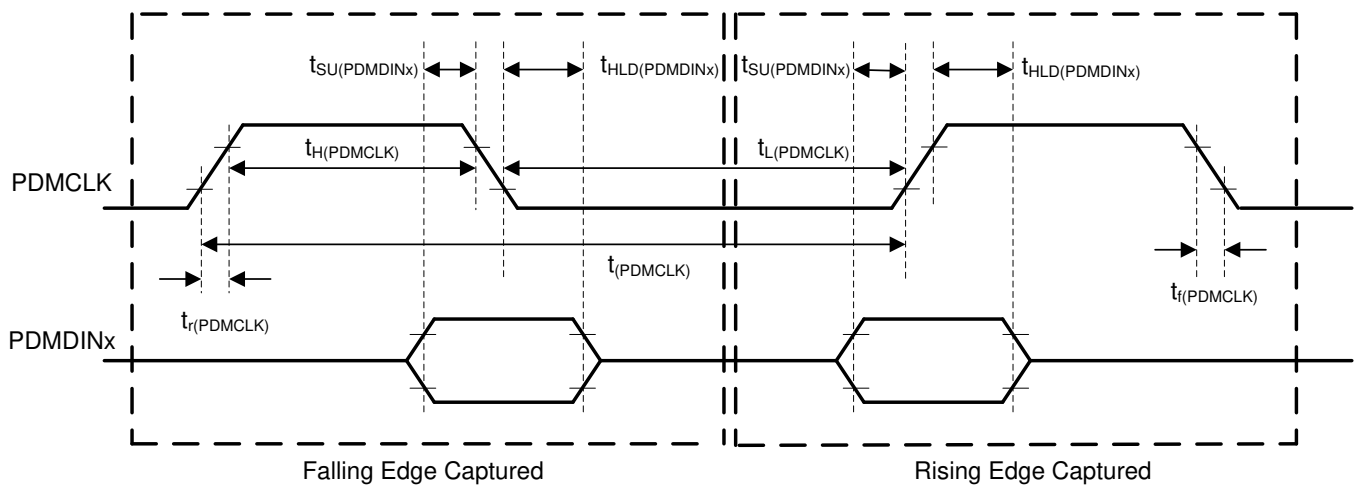 tSU(PDMDINx)
tHLD(PDMDINx)
tSU(PDMDINx)
tHLD(PDMDINx)
tH(PDMCLK)
tL(PDMCLK)
PDMCLK
t(PDMCLK)
tr(PDMCLK)
tf(PDMCLK)
PDMDINx
Falling Edge Captured
Rising Edge Captured